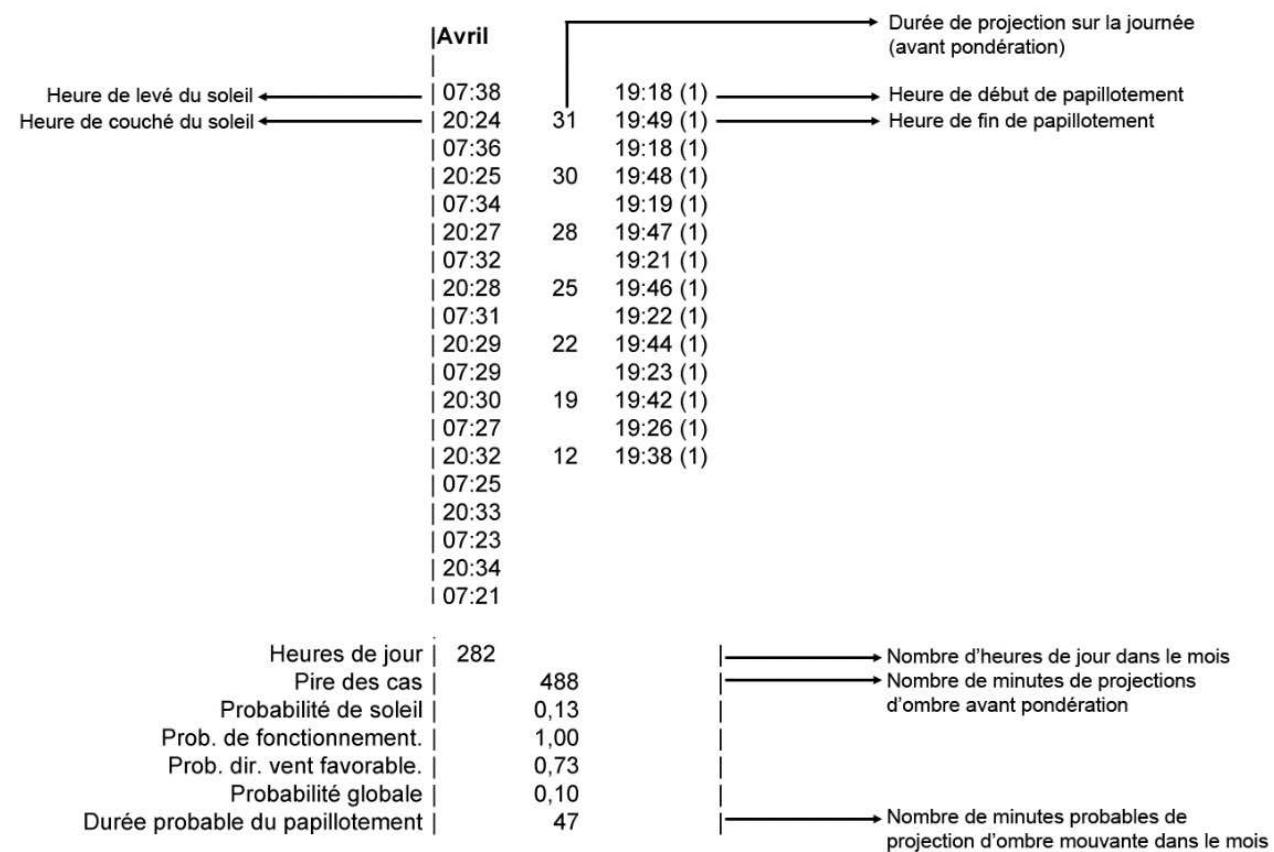 |Avril
Durée de projection sur la journée
(avant pondération)
|
Heure de levé du soleil | 07:38 19:18 (1) Heure de début de papillotement
Heure de couché du soleil | 20:24 31 19:49 (1) Heure de fin de papillotement
| 07:36 19:18 (1)
| 20:25 30 19:48 (1)
| 07:34 19:19 (1)
| 20:27 28 19:47 (1)
| 07:32 19:21 (1)
| 20:28 25 19:46 (1)
| 07:31 19:22 (1)
| 20:29 22 19:44 (1)
| 07:29 19:23 (1)
| 20:30 19 19:42 (1)
| 07:27 19:26 (1)
| 20:32 12 19:38 (1)
| 07:25
| 20:33
| 07:23
| 20:34
| 07:21
Heures de jour | 282 | Nombre d'heures de jour dans le mois
Pire des cas | 488 | Nombre de minutes de projections
d'ombre avant pondération
Probabilité de soleil | 0,13 |
Prob. de fonctionnement. | 1,00 |
Prob. dir. vent favorable. | 0,73 |
Probabilité globale | 0,10 |
Durée probable du papillotement | 47 | Nombre de minutes probables de
projection d'ombre mouvante dans le mois